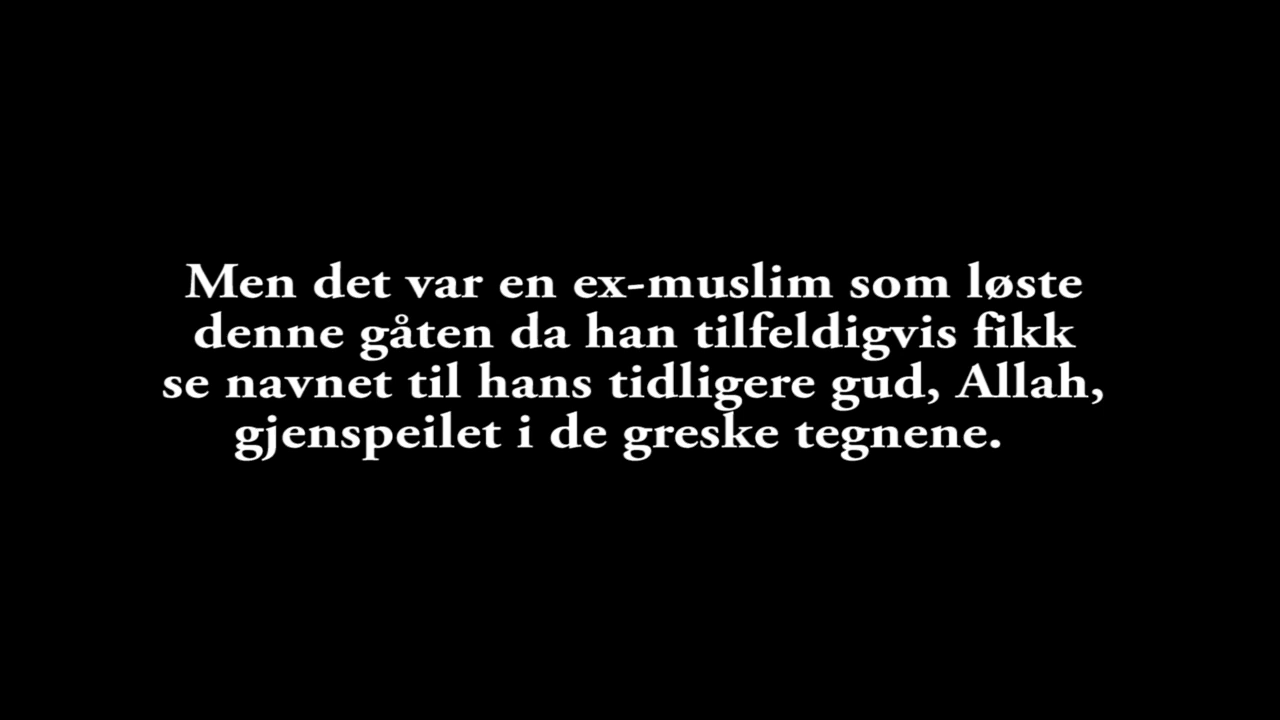 Men det var en ex-muslim som løste
denne gåten da han tilfeldigvis fikk
se navnet til hans tidligere gud, Allah,
gjenspeilet i de greske tegnene.